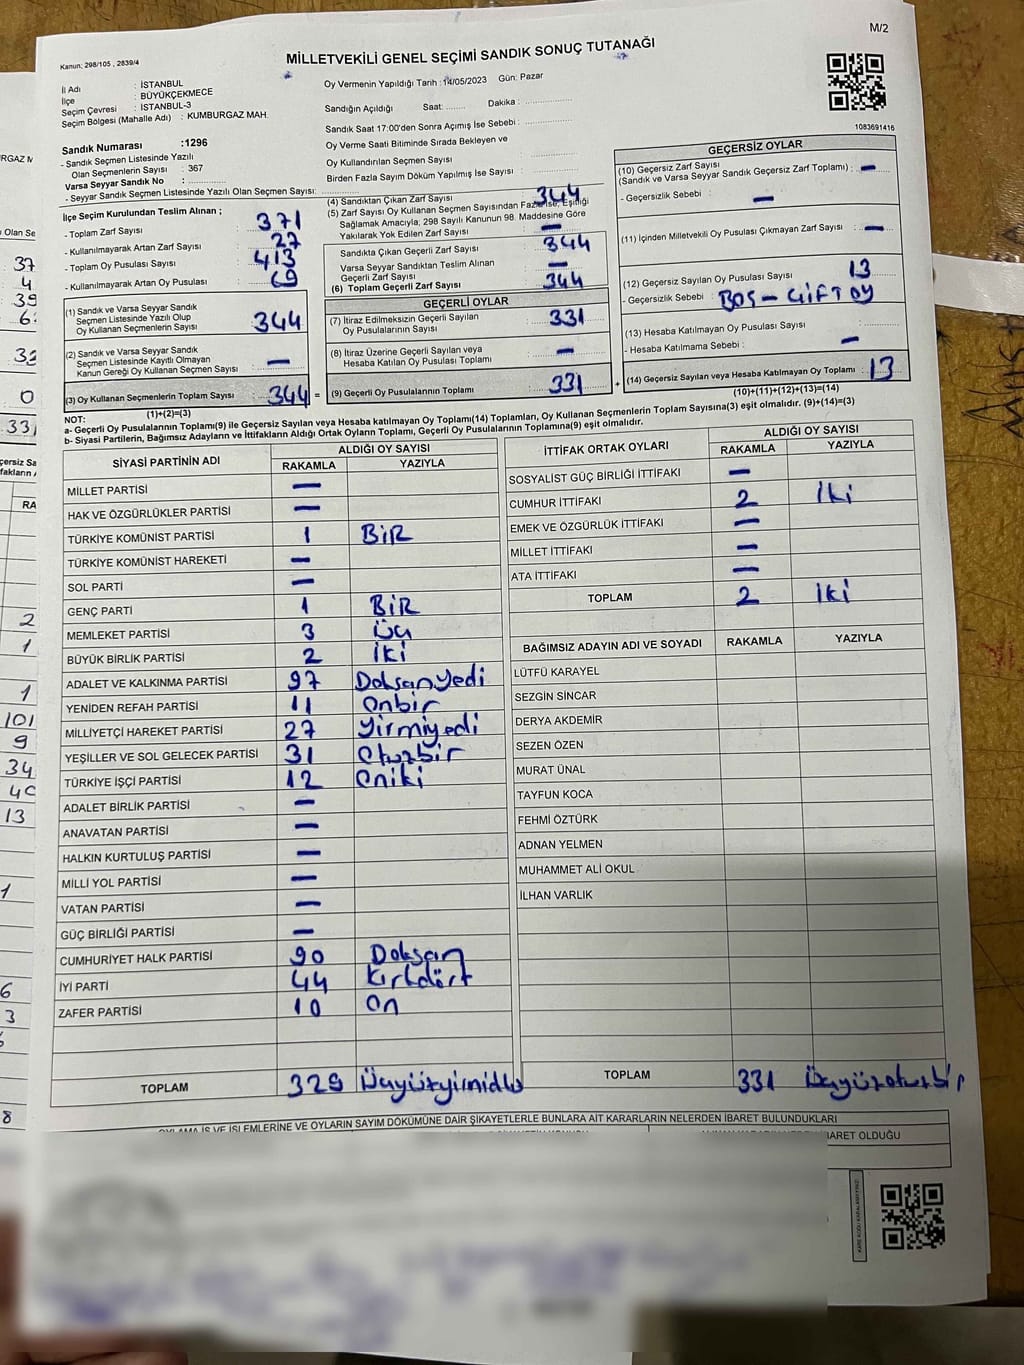 M/2
Kanun: 298/105 , 2839/4
MİLLETVEKİLİ GENEL SEÇİMİ SANDIK SONUÇ TUTANAĞI
İl Adı : İSTANBUL
İlçe : BÜYÜKÇEKMECE
Seçim Çevresi : İSTANBUL-3
Seçim Bölgesi (Mahalle Adı) : KUMBURGAZ MAH.
Oy Vermenin Yapıldığı Tarih :14/05/2023 Gün: Pazar
Sandığın Açıldığı Saat: ....... Dakika : ................
Sandık Saat 17:00'den Sonra Açımış İse Sebebi : ................
Oy Verme Saati Bitiminde Sırada Bekleyen ve
Oy Kullandırılan Seçmen Sayısı ................
Birden Fazla Sayım Döküm Yapılmış İse Sayısı : ................
1083691416
Sandık Numarası :1296
- Sandık Seçmen Listesinde Yazılı
Olan Seçmenlerin Sayısı : 367
Varsa Seyyar Sandık No : ................
- Seyyar Sandık Seçmen Listesinde Yazılı Olan Seçmen Sayısı: ................
İlçe Seçim Kurulundan Teslim Alınan ;
- Toplam Zarf Sayısı : 371
- Kullanılmayarak Artan Zarf Sayısı : 27
- Toplam Oy Pusulası Sayısı : 413
- Kullanılmayarak Artan Oy Pusulası : 69
(1) Sandık ve Varsa Seyyar Sandık
Seçmen Listesinde Yazılı Olup
Oy Kullanan Seçmenlerin Sayısı : 344
(2) Sandık ve Varsa Seyyar Sandık
Seçmen Listesinde Kayıtlı Olmayan
Kanun Gereği Oy Kullanan Seçmen Sayısı : —
(3) Oy Kullanan Seçmenlerin Toplam Sayısı : 344 =
(1)+(2)=(3)
(4) Sandıktan Çıkan Zarf Sayısı : 344
(5) Zarf Sayısı Oy Kullanan Seçmen Sayısından Fazla ise, Eşitliği
Sağlamak Amacıyla; 298 Sayılı Kanunun 98. Maddesine Göre
Yakılarak Yok Edilen Zarf Sayısı : —
Sandıkta Çıkan Geçerli Zarf Sayısı : 344
Varsa Seyyar Sandıktan Teslim Alınan
Geçerli Zarf Sayısı : —
(6) Toplam Geçerli Zarf Sayısı : 344
GEÇERLİ OYLAR
(7) İtiraz Edilmeksizin Geçerli Sayılan
Oy Pusulalarının Sayısı : 331
(8) İtiraz Üzerine Geçerli Sayılan veya
Hesaba Katılan Oy Pusulası Toplamı : —
(9) Geçerli Oy Pusulalarının Toplamı : 331 +
GEÇERSİZ OYLAR
(10) Geçersiz Zarf Sayısı
(Sandık ve Varsa Seyyar Sandık Geçersiz Zarf Toplamı) : —
- Geçersizlik Sebebi : —
(11) İçinden Milletvekili Oy Pusulası Çıkmayan Zarf Sayısı : —
(12) Geçersiz Sayılan Oy Pusulası Sayısı : 13
- Geçersizlik Sebebi : BOŞ - ÇİFT OY
(13) Hesaba Katılmayan Oy Pusulası Sayısı : ..........
- Hesaba Katılmama Sebebi : —
(14) Geçersiz Sayılan veya Hesaba Katılmayan Oy Toplamı : 13
(10)+(11)+(12)+(13)=(14)
NOT:
a- Geçerli Oy Pusulalarının Toplamı(9) ile Geçersiz Sayılan veya Hesaba katılmayan Oy Toplamı(14) Toplamları, Oy Kullanan Seçmenlerin Toplam Sayısına(3) eşit olmalıdır. (9)+(14)=(3)
b- Siyasi Partilerin, Bağımsız Adayların ve İttifakların Aldığı Ortak Oyların Toplamı, Geçerli Oy Pusulalarının Toplamına(9) eşit olmalıdır.
SİYASİ PARTİNİN ADI ALDIĞI OY SAYISI
RAKAMLA YAZIYLA
MİLLET PARTİSİ —
HAK VE ÖZGÜRLÜKLER PARTİSİ —
TÜRKİYE KOMÜNİST PARTİSİ 1 BİR
TÜRKİYE KOMÜNİST HAREKETİ —
SOL PARTİ —
GENÇ PARTİ 1 BİR
MEMLEKET PARTİSİ 3 Üç
BÜYÜK BİRLİK PARTİSİ 2 İki
ADALET VE KALKINMA PARTİSİ 97 Doksanyedi
YENİDEN REFAH PARTİSİ 11 Onbir
MİLLİYETÇİ HAREKET PARTİSİ 27 Yirmiyedi
YEŞİLLER VE SOL GELECEK PARTİSİ 31 Otuzbir
TÜRKİYE İŞÇİ PARTİSİ 12 Oniki
ADALET BİRLİK PARTİSİ —
ANAVATAN PARTİSİ —
HALKIN KURTULUŞ PARTİSİ —
MİLLİ YOL PARTİSİ —
VATAN PARTİSİ —
GÜÇ BİRLİĞİ PARTİSİ —
CUMHURİYET HALK PARTİSİ 90 Doksan
İYİ PARTİ 44 Kırkdört
ZAFER PARTİSİ 10 On
TOPLAM 329
İTTİFAK ORTAK OYLARI ALDIĞI OY SAYISI
RAKAMLA YAZIYLA
SOSYALİST GÜÇ BİRLİĞİ İTTİFAKI —
CUMHUR İTTİFAKI 2 İki
EMEK VE ÖZGÜRLÜK İTTİFAKI —
MİLLET İTTİFAKI —
ATA İTTİFAKI —
TOPLAM 2 İki
BAĞIMSIZ ADAYIN ADI VE SOYADI RAKAMLA YAZIYLA
LÜTFÜ KARAYEL
SEZGİN SİNCAR
DERYA AKDEMİR
SEZEN ÖZEN
MURAT ÜNAL
TAYFUN KOCA
FEHMİ ÖZTÜRK
ADNAN YELMEN
MUHAMMET ALİ OKUL
İLHAN VARLIK
TOPLAM 331 Üçyüzotuzbir
OYLAMA İŞ VE İŞLEMLERİNE VE OYLARIN SAYIM DÖKÜMÜNE DAİR ŞİKAYETLERLE BUNLARA AİT KARARLARIN NELERDEN İBARET BULUNDUKLARI
İBARET OLDUĞU